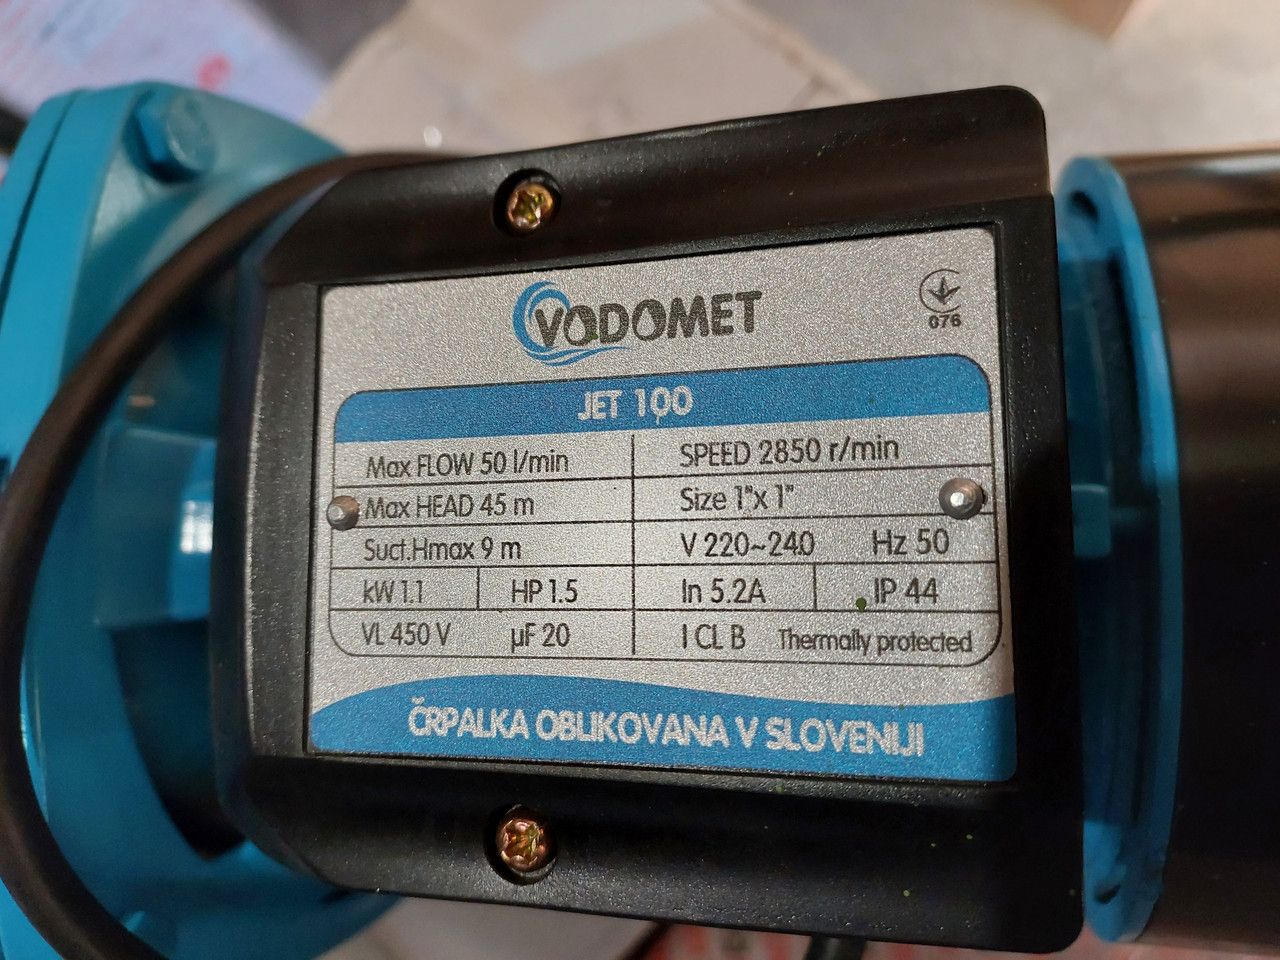 VODOMET
076
JET 100
Max FLOW 50 l/min SPEED 2850 r/min
Max HEAD 45 m Size 1"x 1"
Suct.Hmax 9 m V 220~240 Hz 50
kW 1.1 HP 1.5 In 5.2A IP 44
VL 450 V µF 20 I CL B Thermally protected
ČRPALKA OBLIKOVANA V SLOVENIJI